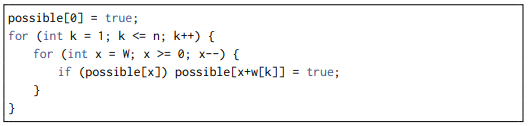 possible[0] = true;
for (int k = 1; k <= n; k++) {
    for (int x = W; x >= 0; x--) {
        if (possible[x]) possible[x+w[k]] = true;
    }
}